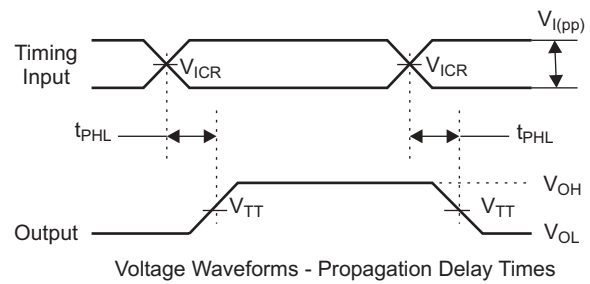 V_I(pp)
Timing
Input
V_ICR
V_ICR
t_PHL
t_PHL
V_OH
V_TT
V_TT
Output
V_OL
Voltage Waveforms - Propagation Delay Times